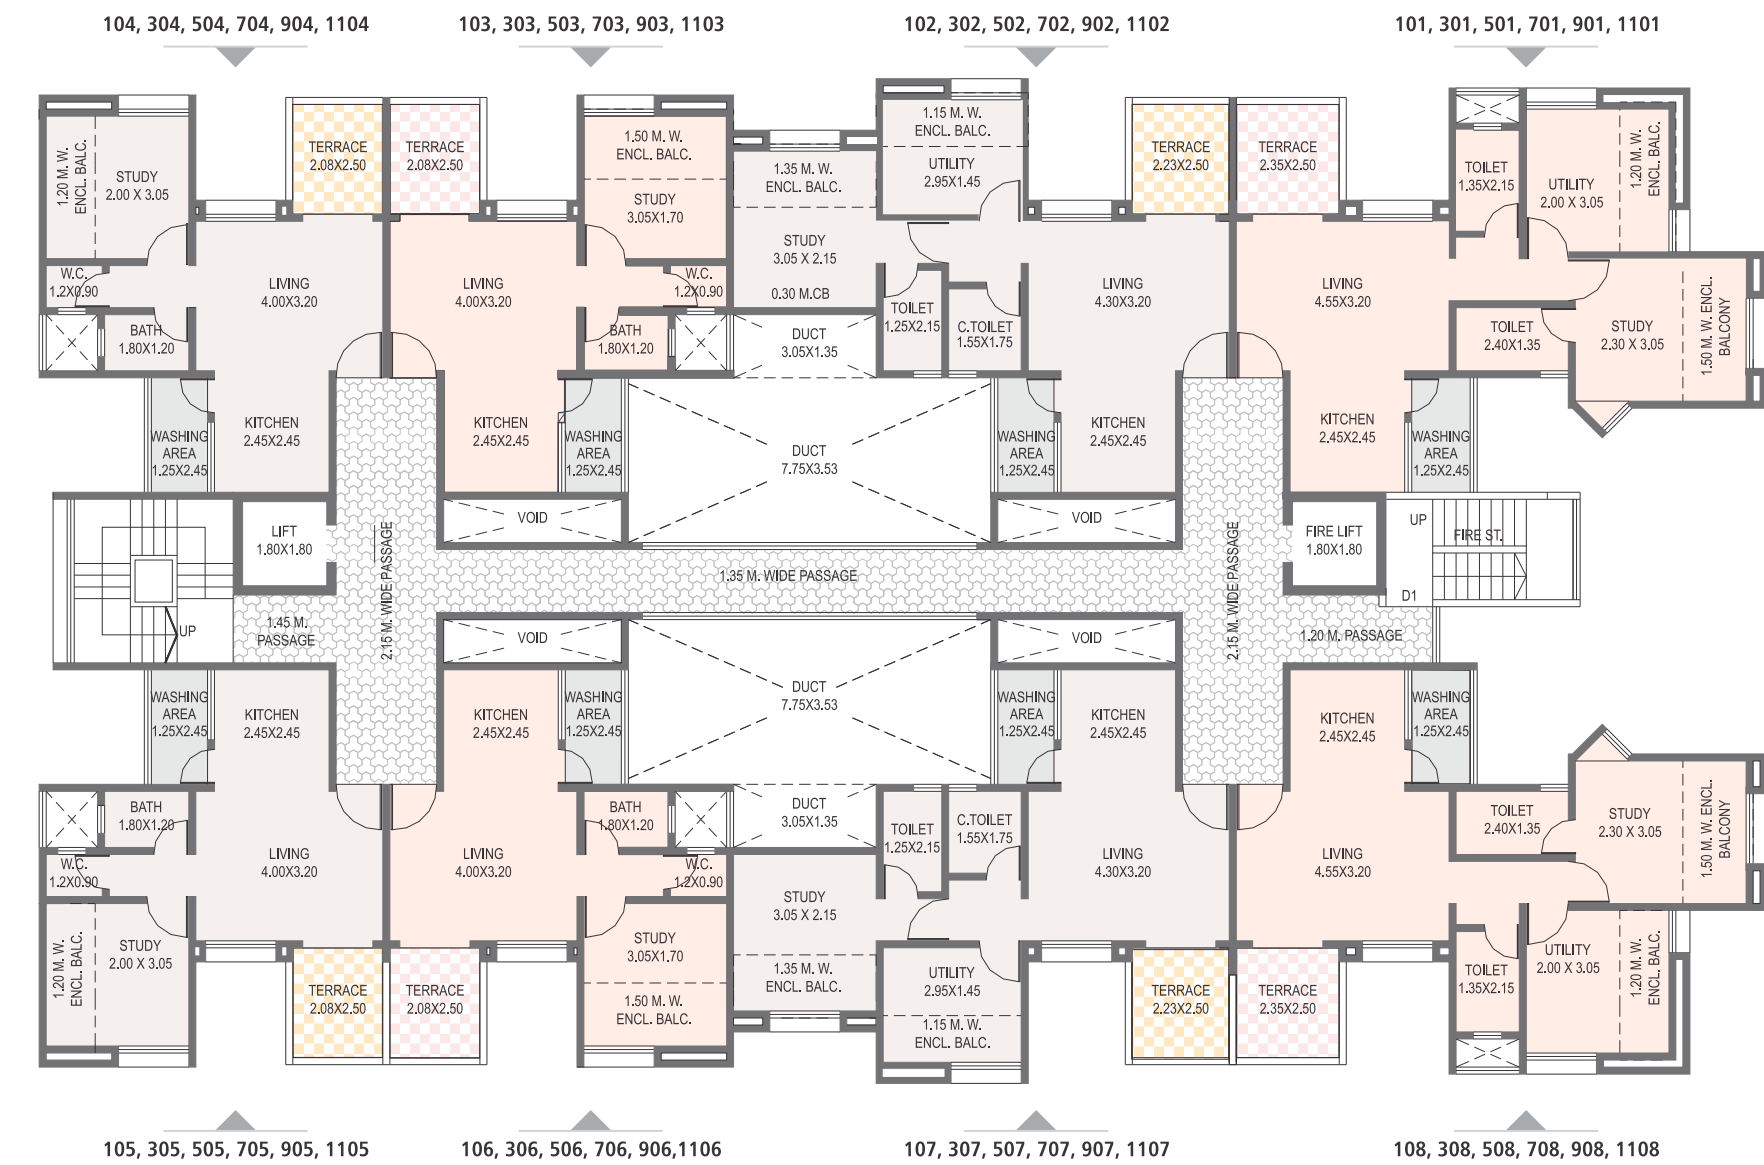 104, 304, 504, 704, 904, 1104
103, 303, 503, 703, 903, 1103
102, 302, 502, 702, 902, 1102
101, 301, 501, 701, 901, 1101
1.20 M. W.
ENCL. BALC.
STUDY
2.00 X 3.05
TERRACE
2.08X2.50
TERRACE
2.08X2.50
1.50 M. W.
ENCL. BALC.
STUDY
3.05X1.70
1.35 M. W.
ENCL. BALC.
STUDY
3.05 X 2.15
0.30 M.CB
1.15 M. W.
ENCL. BALC.
UTILITY
2.95X1.45
TERRACE
2.23X2.50
TERRACE
2.35X2.50
TOILET
1.35X2.15
UTILITY
2.00 X 3.05
1.20 M. W.
ENCL. BALC.
W.C.
1.2X0.90
BATH
1.80X1.20
LIVING
4.00X3.20
LIVING
4.00X3.20
W.C.
1.2X0.90
BATH
1.80X1.20
DUCT
3.05X1.35
TOILET
1.25X2.15
C.TOILET
1.55X1.75
LIVING
4.30X3.20
LIVING
4.55X3.20
TOILET
2.40X1.35
STUDY
2.30 X 3.05
1.50 M. W. ENCL.
BALCONY
WASHING
AREA
1.25X2.45
KITCHEN
2.45X2.45
KITCHEN
2.45X2.45
WASHING
AREA
1.25X2.45
DUCT
7.75X3.53
WASHING
AREA
1.25X2.45
KITCHEN
2.45X2.45
KITCHEN
2.45X2.45
WASHING
AREA
1.25X2.45
LIFT
1.80X1.80
VOID
VOID
FIRE LIFT
1.80X1.80
UP
FIRE ST.
D1
2.15 M. WIDE PASSAGE
1.35 M. WIDE PASSAGE
2.15 M. WIDE PASSAGE
UP
1.45 M.
PASSAGE
VOID
VOID
1.20 M. PASSAGE
WASHING
AREA
1.25X2.45
KITCHEN
2.45X2.45
KITCHEN
2.45X2.45
WASHING
AREA
1.25X2.45
DUCT
7.75X3.53
WASHING
AREA
1.25X2.45
KITCHEN
2.45X2.45
KITCHEN
2.45X2.45
WASHING
AREA
1.25X2.45
BATH
1.80X1.20
W.C.
1.2X0.90
LIVING
4.00X3.20
LIVING
4.00X3.20
BATH
1.80X1.20
W.C.
1.2X0.90
DUCT
3.05X1.35
TOILET
1.25X2.15
C.TOILET
1.55X1.75
LIVING
4.30X3.20
LIVING
4.55X3.20
TOILET
2.40X1.35
STUDY
2.30 X 3.05
1.50 M. W. ENCL.
BALCONY
1.20 M. W.
ENCL. BALC.
STUDY
2.00 X 3.05
TERRACE
2.08X2.50
TERRACE
2.08X2.50
STUDY
3.05X1.70
1.50 M. W.
ENCL. BALC.
STUDY
3.05 X 2.15
1.35 M. W.
ENCL. BALC.
UTILITY
2.95X1.45
1.15 M. W.
ENCL. BALC.
TERRACE
2.23X2.50
TERRACE
2.35X2.50
TOILET
1.35X2.15
UTILITY
2.00 X 3.05
1.20 M. W.
ENCL. BALC.
105, 305, 505, 705, 905, 1105
106, 306, 506, 706, 906,1106
107, 307, 507, 707, 907, 1107
108, 308, 508, 708, 908, 1108